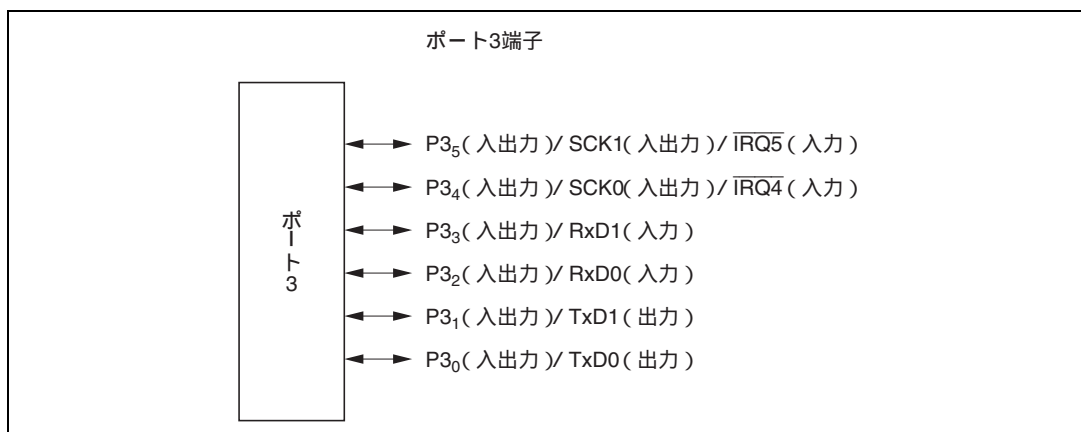 ポート3端子
P3₅(入出力)/ SCK1(入出力)/ I̅R̅Q̅5̅(入力)
P3₄(入出力)/ SCK0(入出力)/ I̅R̅Q̅4̅(入力)
P3₃(入出力)/ RxD1(入力)
P3₂(入出力)/ RxD0(入力)
P3₁(入出力)/ TxD1(出力)
P3₀(入出力)/ TxD0(出力)
ポート3